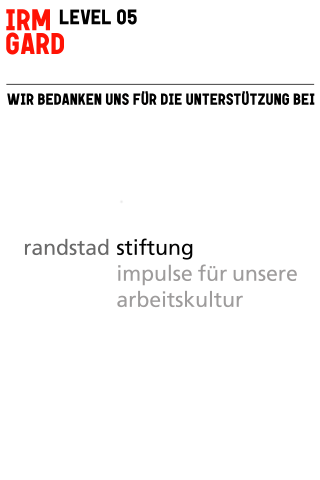 IRM
GARD
LEVEL 05
WIR BEDANKEN UNS FÜR DIE UNTERSTÜTZUNG BEI
randstad stiftung
impulse für unsere
arbeitskultur